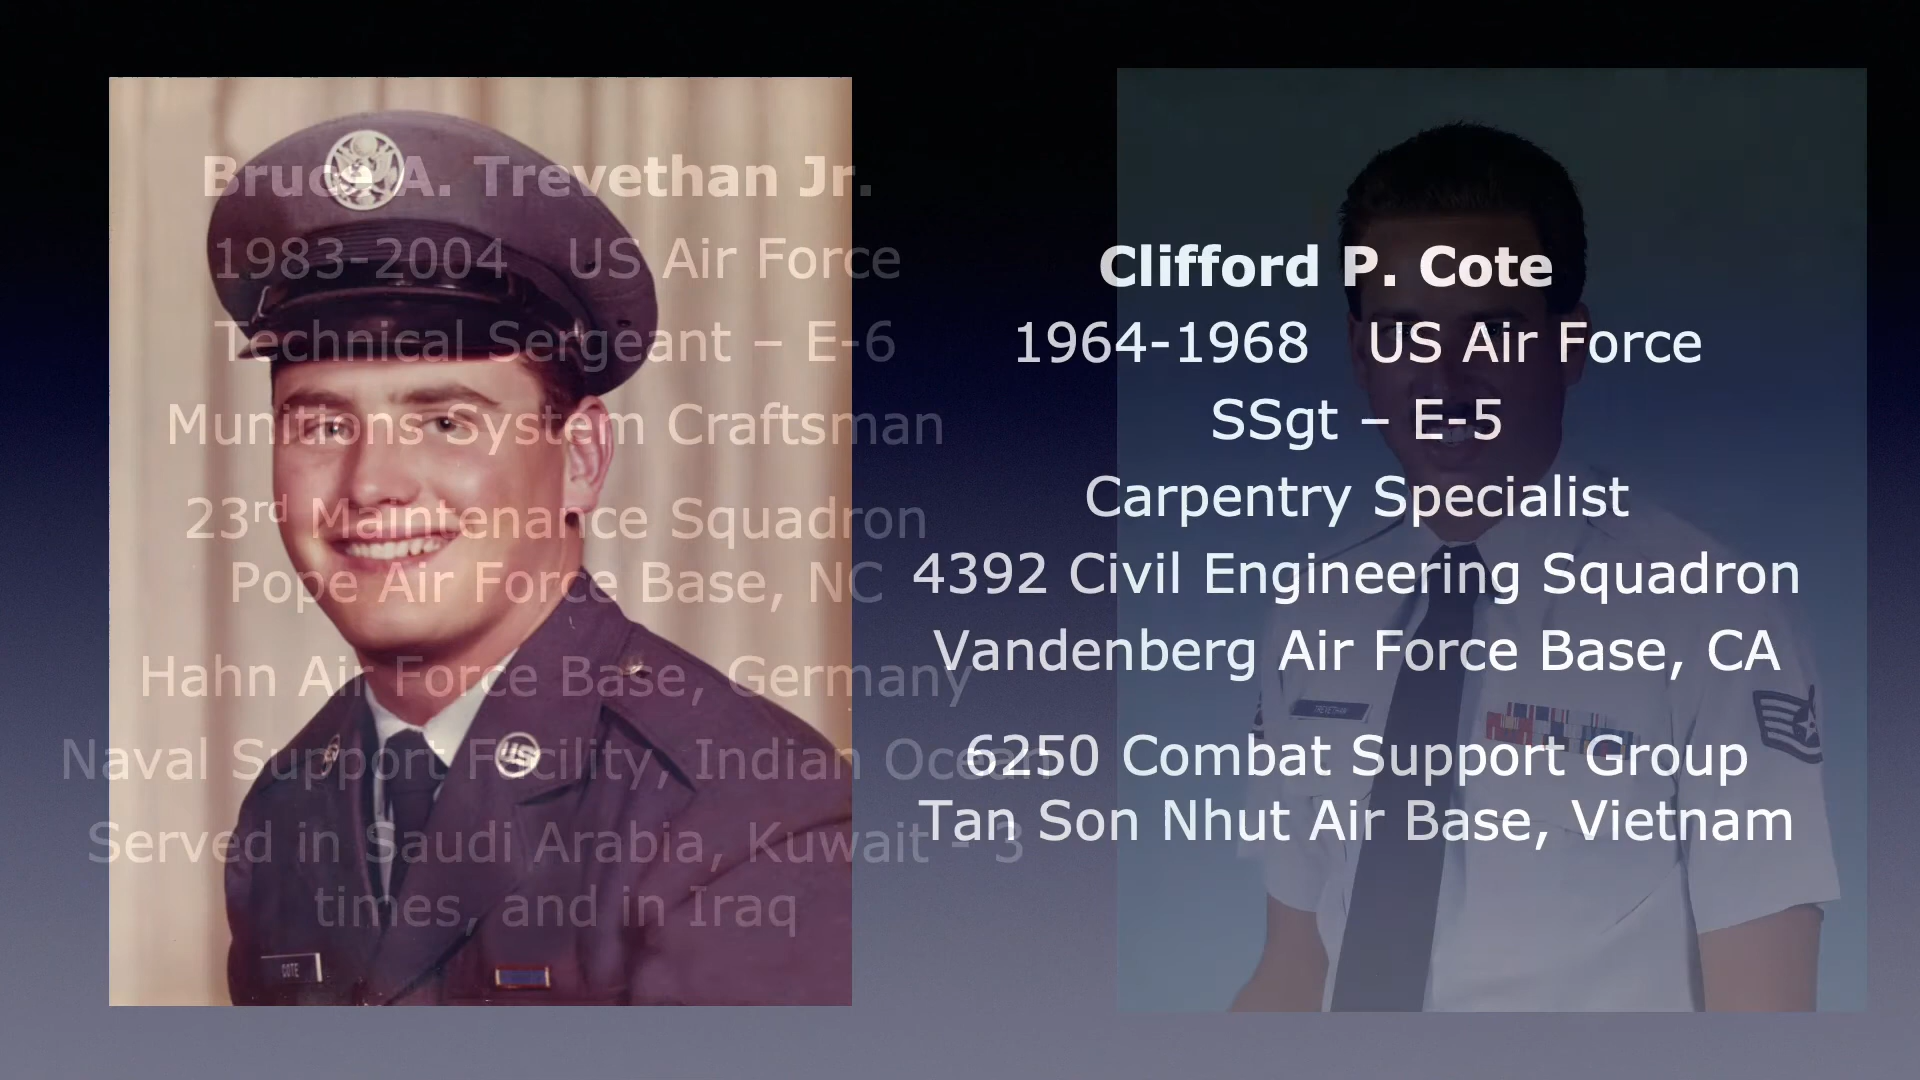 Bruce A. Trevethan Jr.
1983-2004 US Air Force
Technical Sergeant – E-6
Munitions System Craftsman
23rd Maintenance Squadron
Pope Air Force Base, NC
Hahn Air Force Base, Germany
Naval Support Facility, Indian Ocean
Served in Saudi Arabia, Kuwait - 3
times, and in Iraq
COTE
US
Clifford P. Cote
1964-1968 US Air Force
SSgt – E-5
Carpentry Specialist
4392 Civil Engineering Squadron
Vandenberg Air Force Base, CA
6250 Combat Support Group
Tan Son Nhut Air Base, Vietnam
TREVETHAN